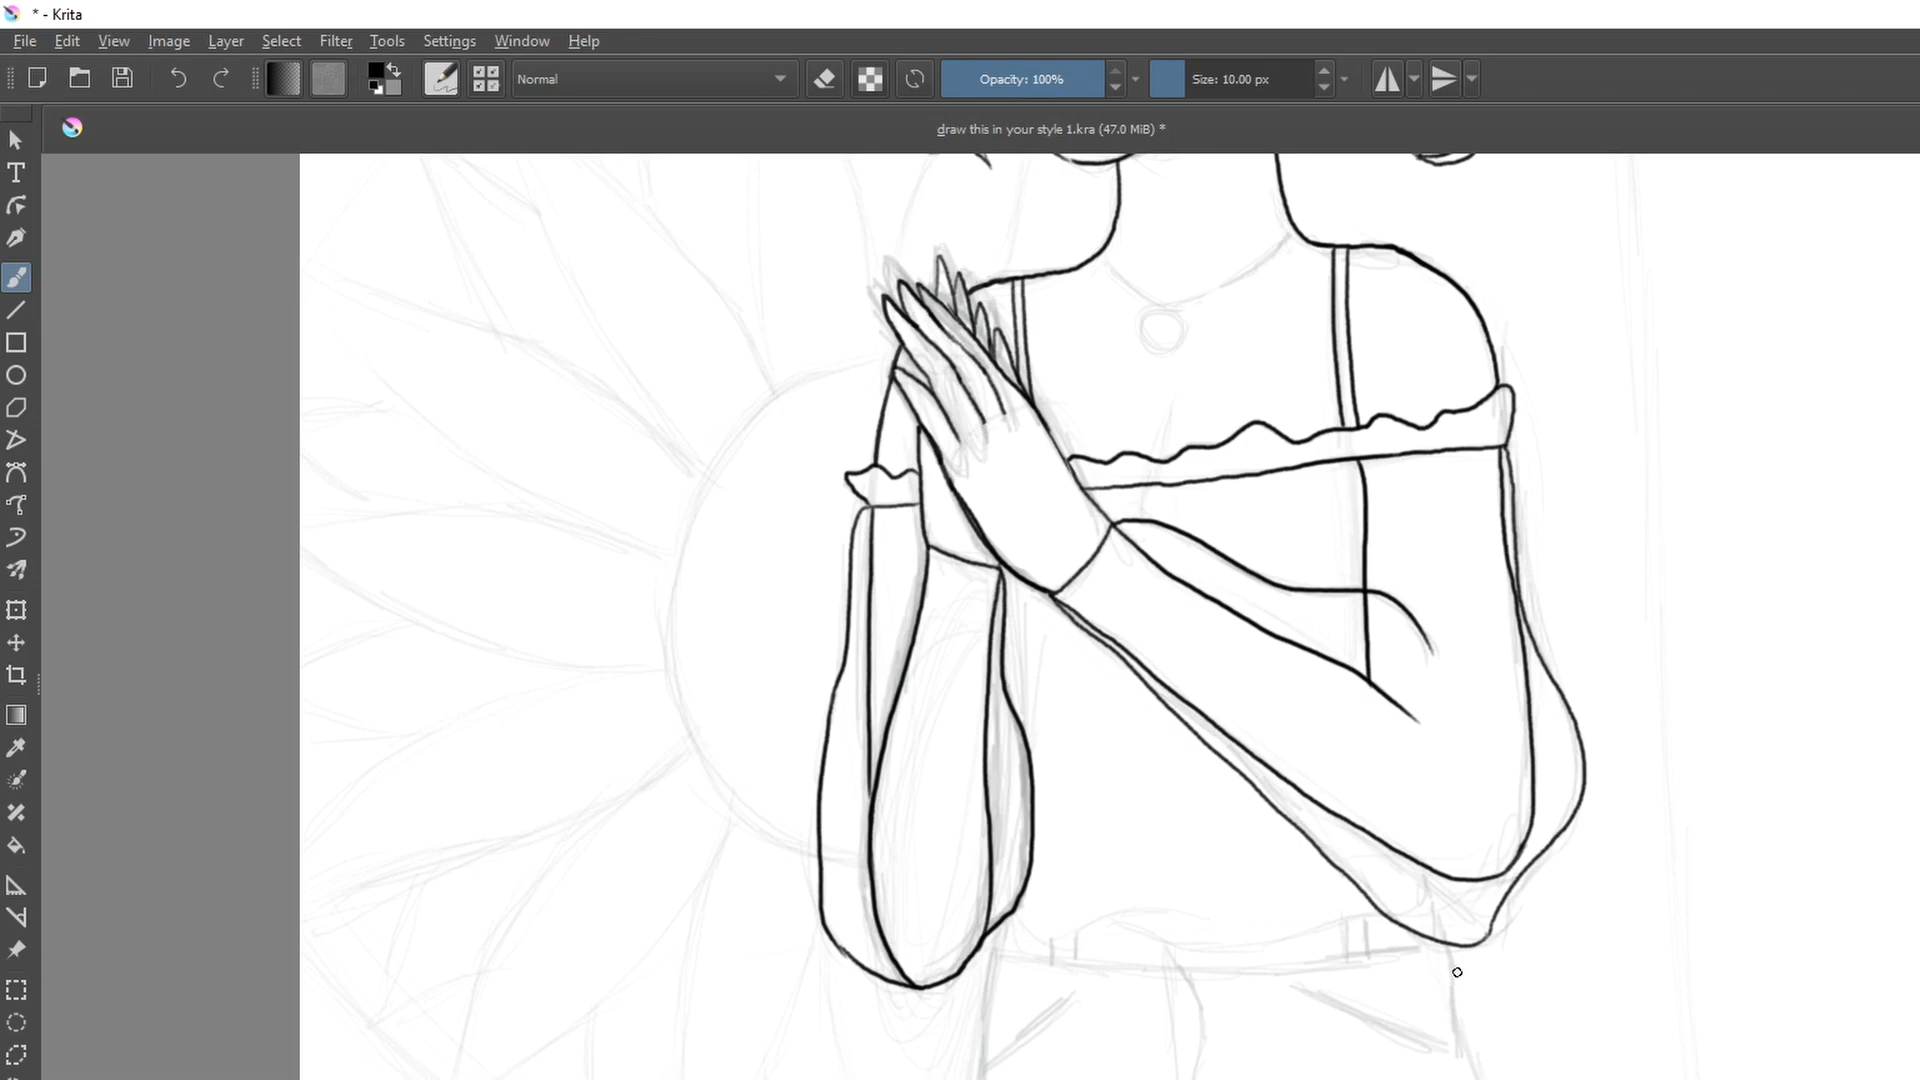 * - Krita
File Edit View Image Layer Select Filter Tools Settings Window Help
Normal Opacity: 100% Size: 10.00 px
draw this in your style 1.kra (47.0 MiB) *